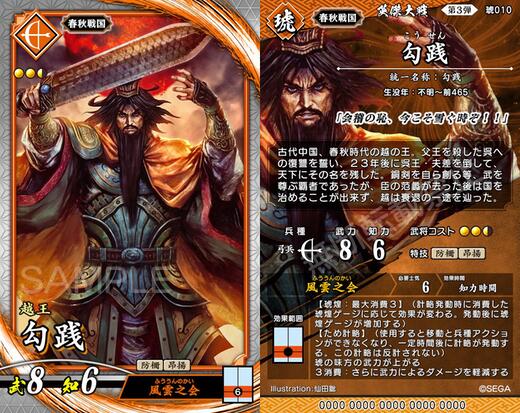 春秋戦国
SAMPLE
越王
勾践
防柵 昂揚
武8 知6
ふううんのかい
風雲之会
6
琥
春秋戦国
英傑大戦
第3弾
琥010
こう せん
勾践
統一名称:勾践
生没年:不明~前465
「会稽の恥、今こそ雪ぐ時ぞ!!」
古代中国、春秋時代の越の王。父王を殺した呉へ
の復讐を誓い、23年後に呉王・夫差を倒して、
天下にその名を残した。銅剣を自ら創る等、武を
尊ぶ覇者であったが、臣の范蠡が去った後は国を
治めることが出来ず、越は衰退の一途を辿った。
兵種 武力 知力 武将コスト
弓兵 8 6 特技 防柵 昂揚
ふううんのかい 必要士気 効果時間
風雲之会 6 知力時間
効果範囲
【琥煌:最大消費3】(計略発動時に消費した
琥煌ゲージに応じて効果が変わる。発動後に琥
煌ゲージが増加する)
【ため計略】(使用すると移動と兵種アクショ
ンができなくなり、一定時間後に計略が発動す
る。この計略は反射されない)
琥の味方の武力が上がる
3消費:さらに武力によるダメージを軽減する
Illustration:仙田聡
©SEGA
0000 0000 0000 0000 0000